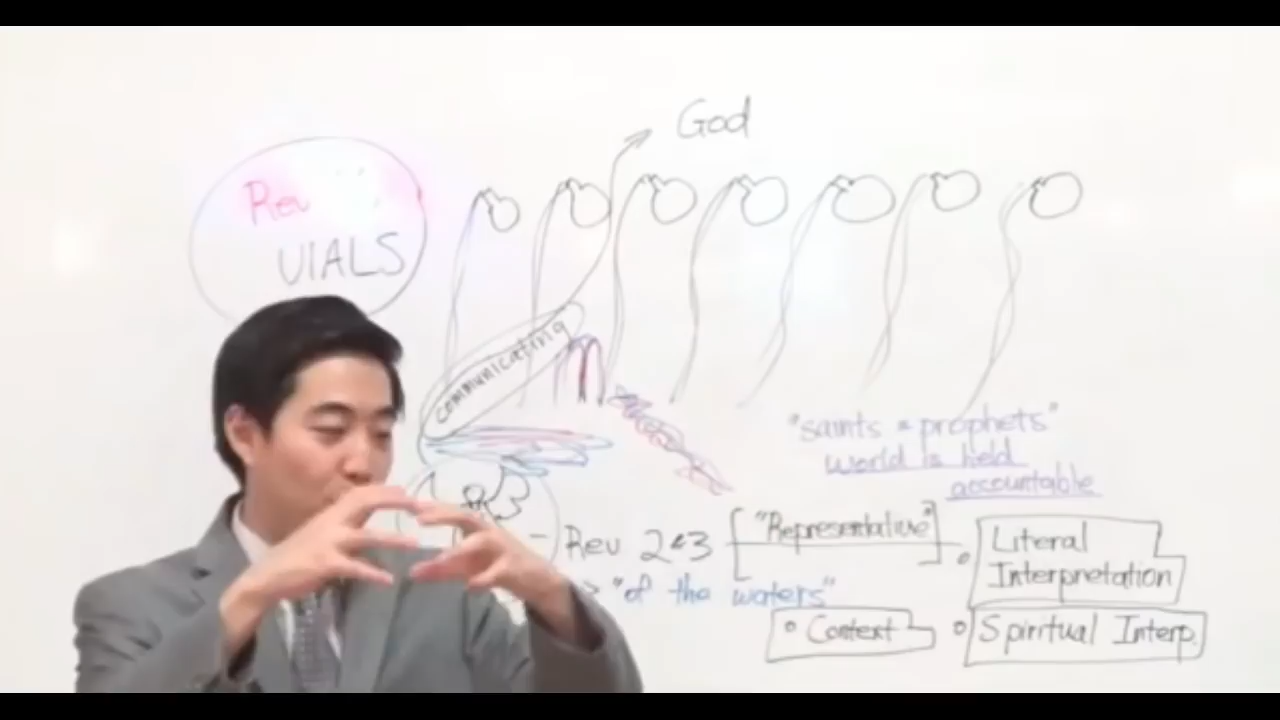 God
Rev
VIALS
communicating
"saints & prophets"
world is held
accountable
Rev 2&3 ["Representative"]
"of the waters"
• Literal
Interpretation
• Context
• Spiritual Interp.